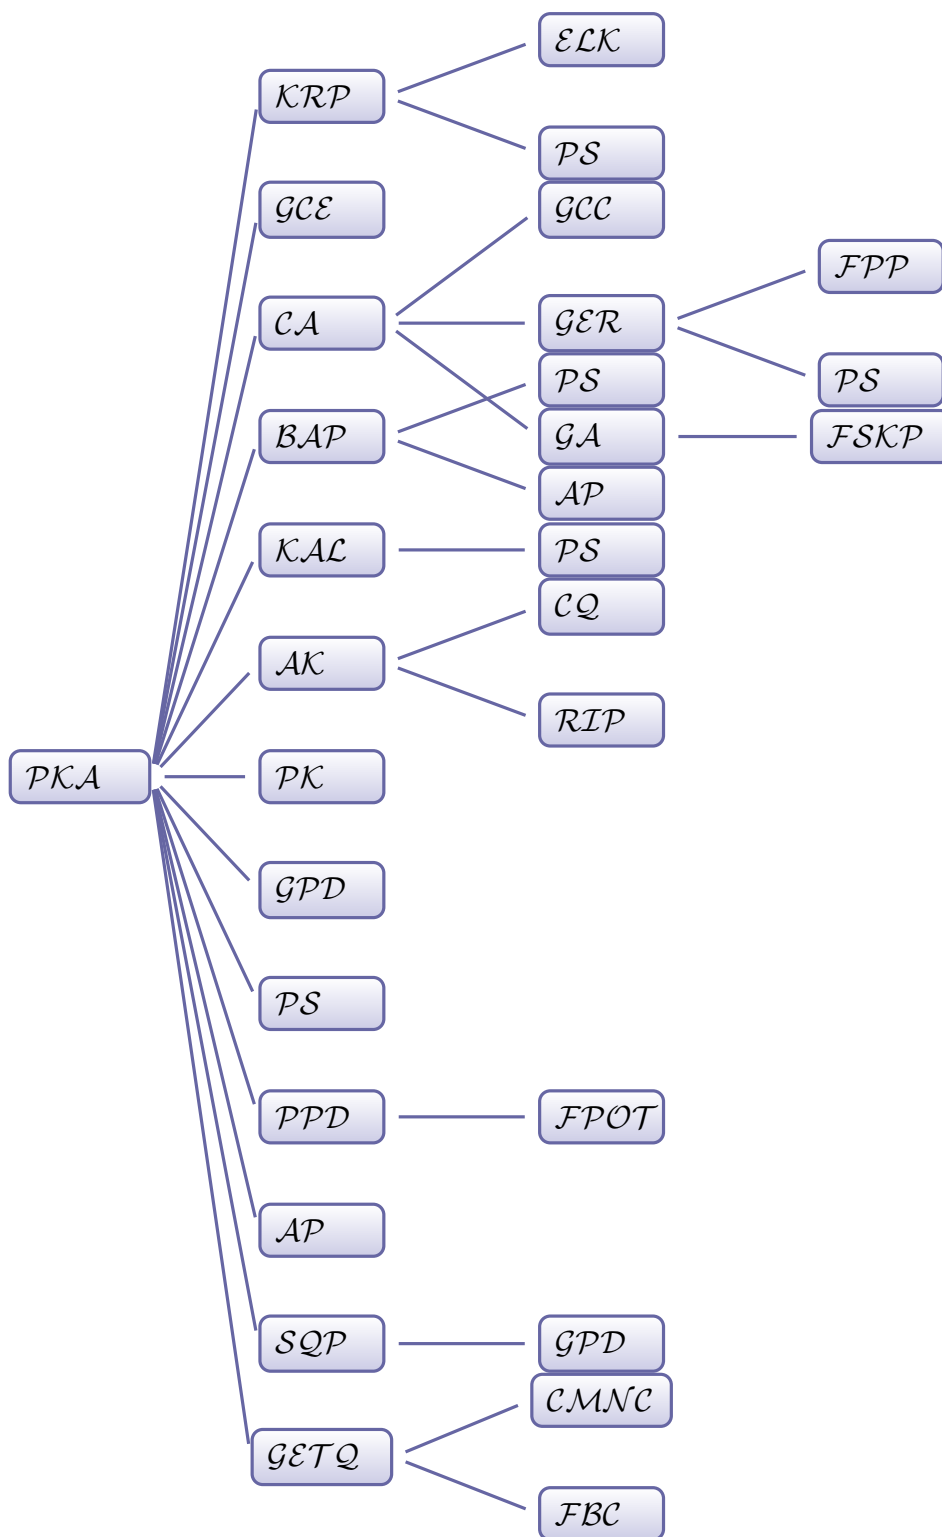 ELK
KRP
PS
GCE
GCC
FPP
CA
GER
PS
PS
BAP
GA
FSKP
AP
KAL
PS
CQ
AK
RIP
PKA
PK
GPD
PS
PPD
FPOT
AP
SQP
GPD
CMNC
GETQ
FBC